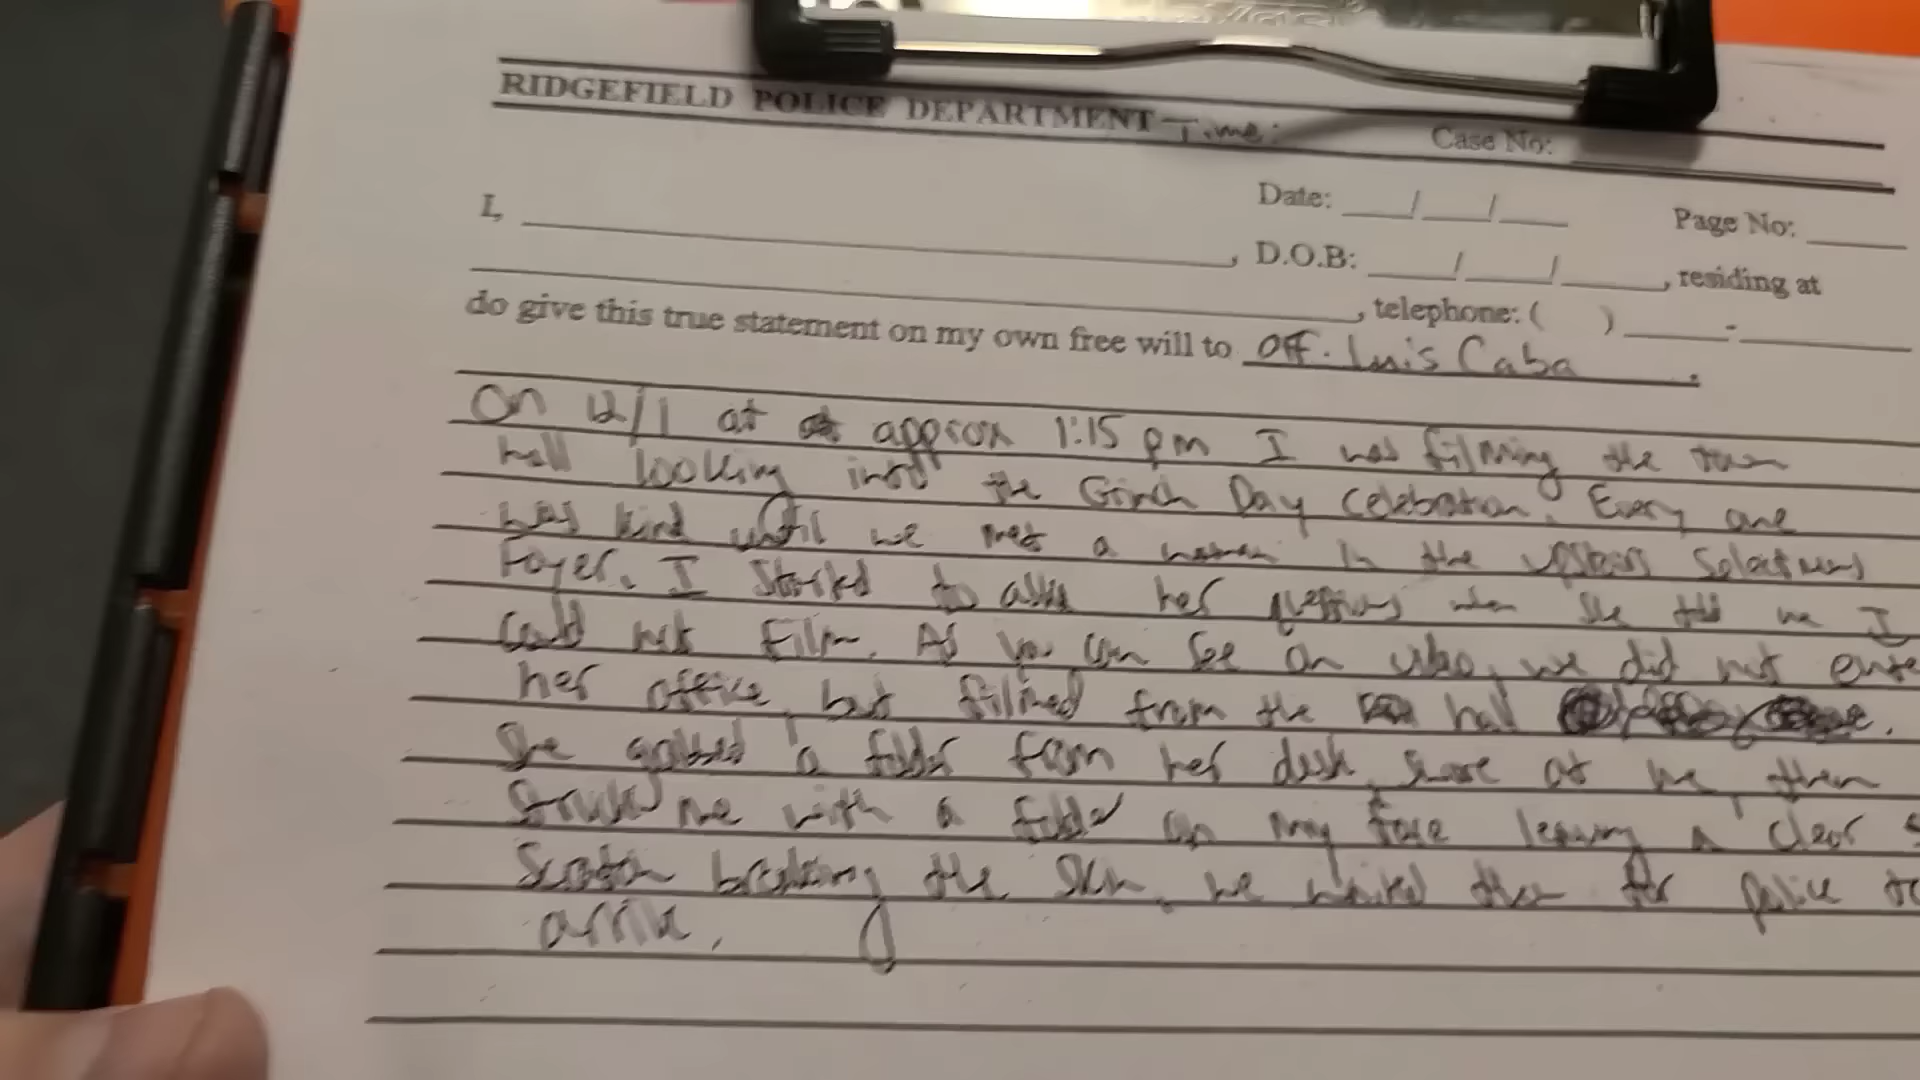 RIDGEFIELD POLICE DEPARTMENT Time: Case No:
Date: / / Page No:
I, , D.O.B: / / , residing at
, telephone: ( ) -
do give this true statement on my own free will to Off. Luis Caba .
On 12/1 at approx 1:15 pm I was filming the town
hall looking into the Grinch Day Celebration. Every one
was kind until we met a woman in the upstairs Selectmens
Foyer. I started to ask her questions when she told me I
could not Film. As you can see on video, we did not ente
her office, but filmed from the hall
She grabbed a folder from her desk, swore at me, then
Struck me with a folder on my face leaving a clear s
Scratch breaking the skin. We waited then for police to
arrive.